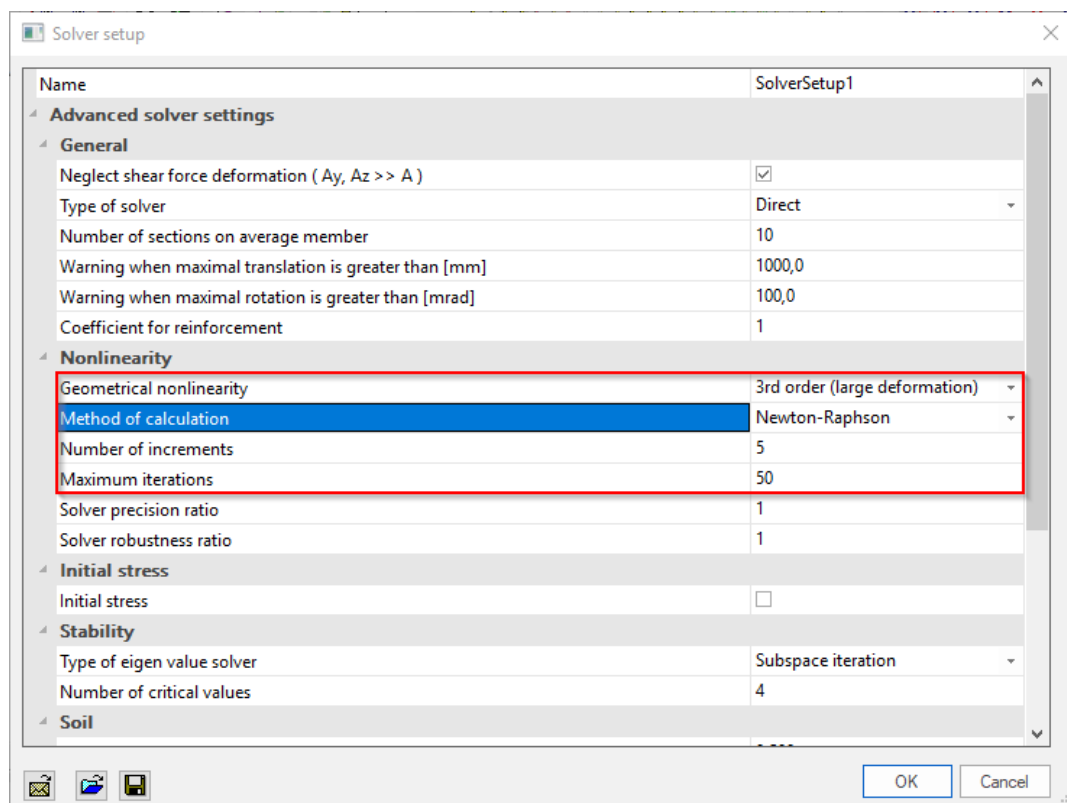 Solver setup
Name SolverSetup1
Advanced solver settings
General
Neglect shear force deformation ( Ay, Az >> A )
Type of solver Direct
Number of sections on average member 10
Warning when maximal translation is greater than [mm] 1000,0
Warning when maximal rotation is greater than [mrad] 100,0
Coefficient for reinforcement 1
Nonlinearity
Geometrical nonlinearity 3rd order (large deformation)
Method of calculation Newton-Raphson
Number of increments 5
Maximum iterations 50
Solver precision ratio 1
Solver robustness ratio 1
Initial stress
Initial stress
Stability
Type of eigen value solver Subspace iteration
Number of critical values 4
Soil
OK Cancel